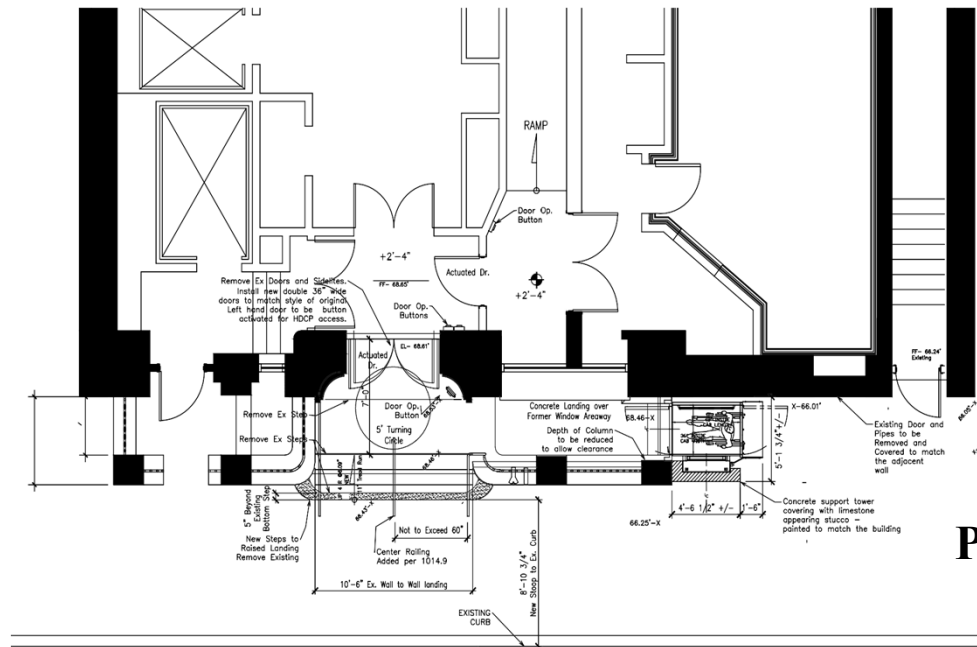 RAMP
Door Op.
Button
+2'-4"
FF- 68.65'
Actuated Dr.
+2'-4"
Remove Ex Doors and Sidelites.
Install new double 36" wide
doors to match style of original
Left hand door to be button
activated for HDCP access.
Door Op.
Buttons
EL- 68.61'
Actuated
Dr.
FF- 66.24'
Existing
Remove Ex Step
Door Op.
Button
5' Turning
Circle
Concrete Landing over
Former Window Areaway
68.46-X
X-66.01'
Remove Ex Steps
Depth of Column
to be reduced
to allow clearance
5'-1 3/4"+/-
Existing Door and
Pipes to be
Removed and
Covered to match
the adjacent
wall
5" Beyond
Existing
Bottom Step
New Steps to
Raised Landing
Remove Existing
Not to Exceed 60"
Center Railing
Added per 1014.9
4'-6 1/2" +/-
1'-6"
66.25'-X
Concrete support tower
covering with limestone
appearing stucco –
painted to match the building
P
10'-6" Ex. Wall to Wall landing
8'-10 3/4"
New Stoop to Ex. Curb
EXISTING
CURB